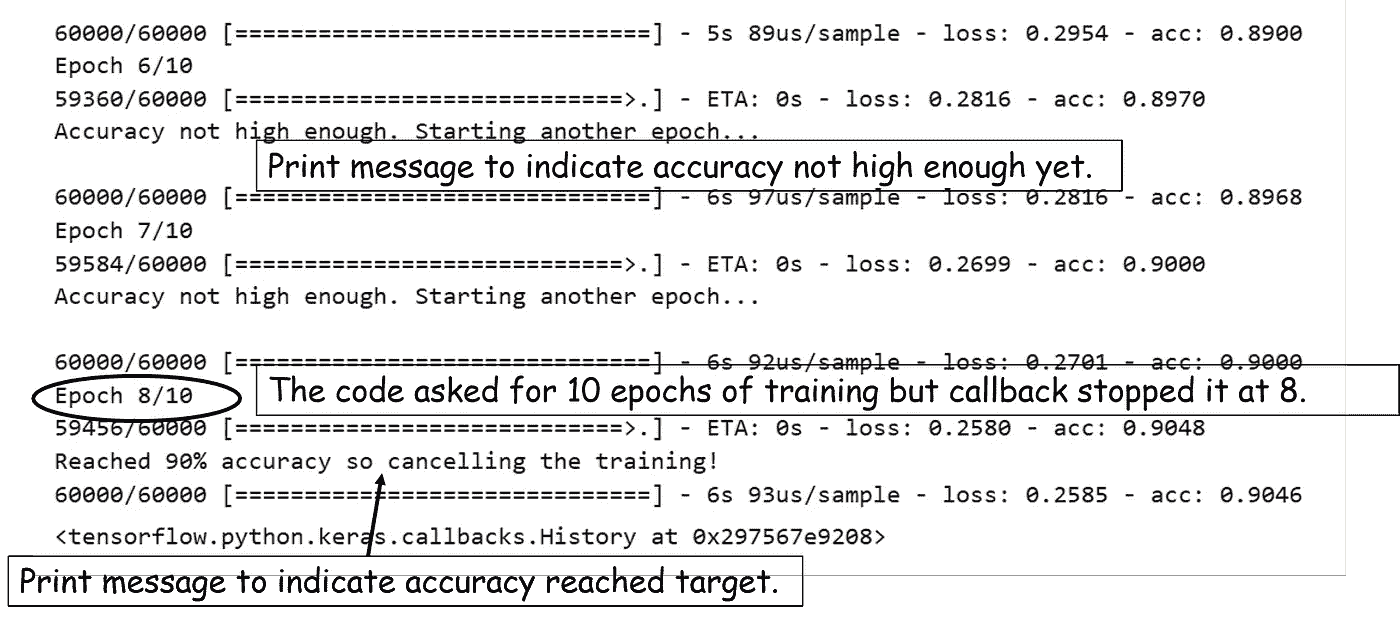 60000/60000 [==============================] - 5s 89us/sample - loss: 0.2954 - acc: 0.8900
Epoch 6/10
59360/60000 [============================>.] - ETA: 0s - loss: 0.2816 - acc: 0.8970
Accuracy not high enough. Starting another epoch...
Print message to indicate accuracy not high enough yet.
60000/60000 [==============================] - 6s 97us/sample - loss: 0.2816 - acc: 0.8968
Epoch 7/10
59584/60000 [============================>.] - ETA: 0s - loss: 0.2699 - acc: 0.9000
Accuracy not high enough. Starting another epoch...
60000/60000 [==============================] - 6s 92us/sample - loss: 0.2701 - acc: 0.9000
Epoch 8/10
The code asked for 10 epochs of training but callback stopped it at 8.
59456/60000 [============================>.] - ETA: 0s - loss: 0.2580 - acc: 0.9048
Reached 90% accuracy so cancelling the training!
60000/60000 [==============================] - 6s 93us/sample - loss: 0.2585 - acc: 0.9046
<tensorflow.python.keras.callbacks.History at 0x297567e9208>
Print message to indicate accuracy reached target.